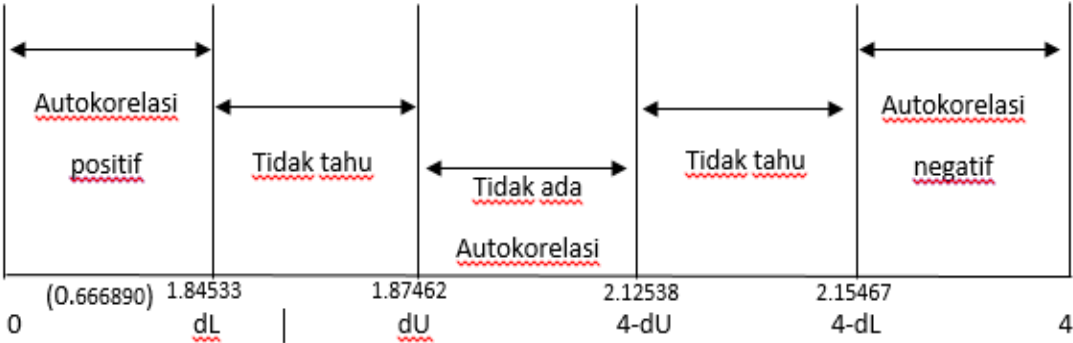 Autokorelasi
positif
Tidak tahu
Tidak ada
Autokorelasi
Tidak tahu
Autokorelasi
negatif
(0.666890) 1.84533 1.87462 2.12538 2.15467
0 dL dU 4-dU 4-dL 4